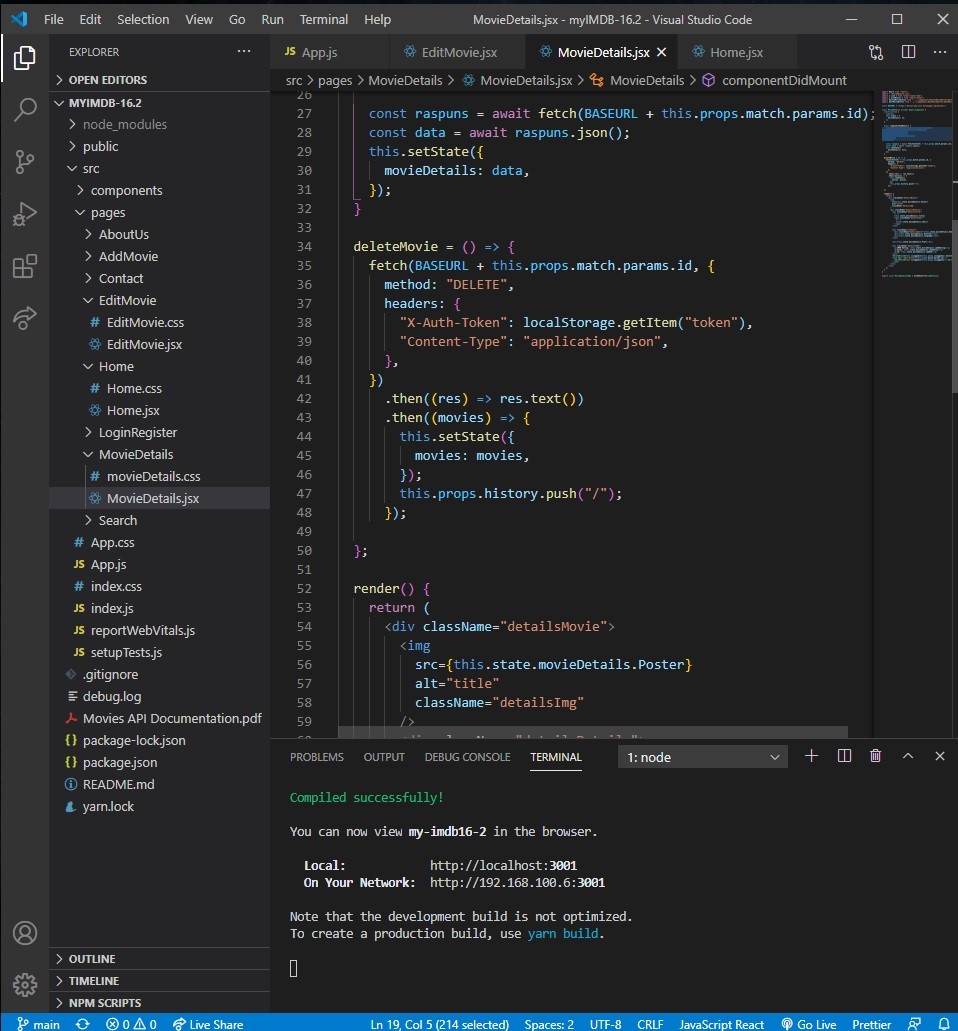 File Edit Selection View Go Run Terminal Help MovieDetails.jsx - myIMDB-16.2 - Visual Studio Code
EXPLORER
OPEN EDITORS
MYIMDB-16.2
node_modules
public
src
components
pages
AboutUs
AddMovie
Contact
EditMovie
# EditMovie.css
EditMovie.jsx
Home
# Home.css
Home.jsx
LoginRegister
MovieDetails
# movieDetails.css
MovieDetails.jsx
Search
# App.css
JS App.js
# index.css
JS index.js
JS reportWebVitals.js
JS setupTests.js
.gitignore
debug.log
Movies API Documentation.pdf
{} package-lock.json
{} package.json
README.md
yarn.lock
OUTLINE
TIMELINE
NPM SCRIPTS
JS App.js EditMovie.jsx MovieDetails.jsx Home.jsx
src > pages > MovieDetails > MovieDetails.jsx > MovieDetails > componentDidMount
26
27 const raspuns = await fetch(BASEURL + this.props.match.params.id);
28 const data = await raspuns.json();
29 this.setState({
30 movieDetails: data,
31 });
32 }
33
34 deleteMovie = () => {
35 fetch(BASEURL + this.props.match.params.id, {
36 method: "DELETE",
37 headers: {
38 "X-Auth-Token": localStorage.getItem("token"),
39 "Content-Type": "application/json",
40 },
41 })
42 .then((res) => res.text())
43 .then((movies) => {
44 this.setState({
45 movies: movies,
46 });
47 this.props.history.push("/");
48 });
49
50 };
51
52 render() {
53 return (
54 <div className="detailsMovie">
55 <img
56 src={this.state.movieDetails.Poster}
57 alt="title"
58 className="detailsImg"
59 />
PROBLEMS OUTPUT DEBUG CONSOLE TERMINAL 1: node
Compiled successfully!
You can now view my-imdb16-2 in the browser.
Local: http://localhost:3001
On Your Network: http://192.168.100.6:3001
Note that the development build is not optimized.
To create a production build, use yarn build.
main 0 0 Live Share Ln 19, Col 5 (214 selected) Spaces: 2 UTF-8 CRLF JavaScript React Go Live Prettier